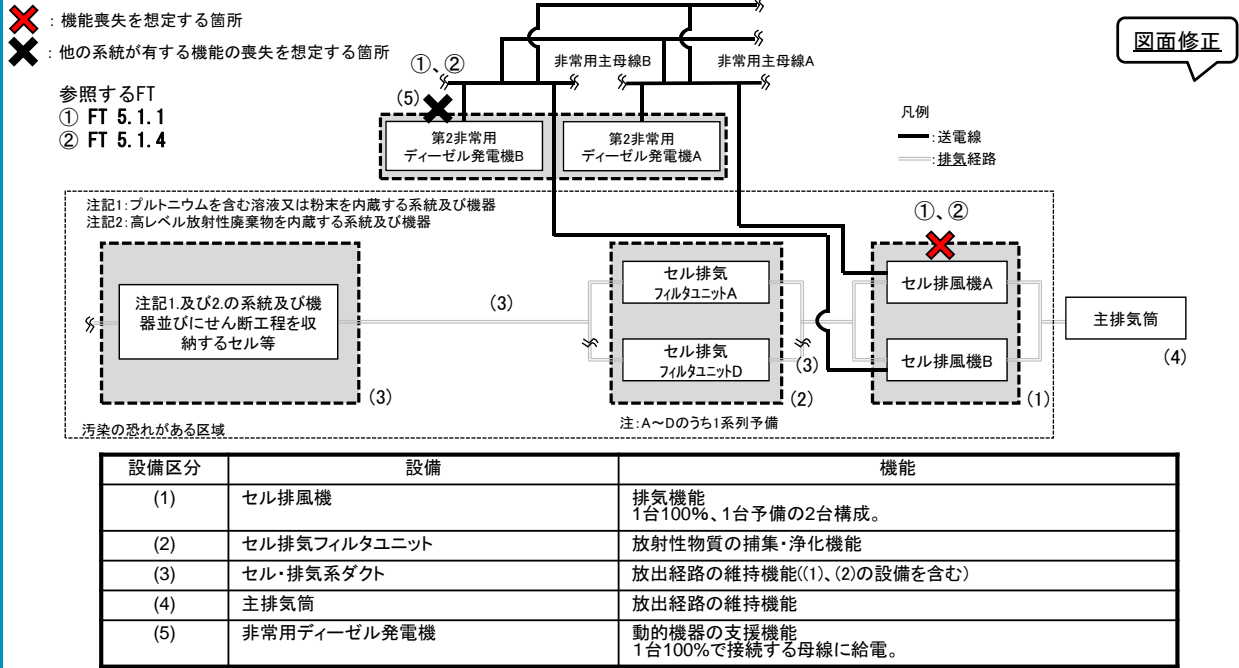 :機能喪失を想定する箇所
:他の系統が有する機能の喪失を想定する箇所
図面修正
参照するFT
① FT 5.1.1
② FT 5.1.4
①、②
非常用主母線B
非常用主母線A
(5)
第2非常用
ディーゼル発電機B
第2非常用
ディーゼル発電機A
凡例
:送電線
:排気経路
注記1:プルトニウムを含む溶液又は粉末を内蔵する系統及び機器
注記2:高レベル放射性廃棄物を内蔵する系統及び機器
①、②
注記1.及び2.の系統及び機
器並びにせん断工程を収
納するセル等
(3)
(3)
セル排気
フィルタユニットA
セル排気
フィルタユニットD
(3)
(2)
注:A～Dのうち1系列予備
セル排風機A
セル排風機B
(1)
主排気筒
(4)
汚染の恐れがある区域
設備区分 設備 機能
(1) セル排風機 排気機能
1台100%、1台予備の2台構成。
(2) セル排気フィルタユニット 放射性物質の捕集・浄化機能
(3) セル・排気系ダクト 放出経路の維持機能((1)、(2)の設備を含む)
(4) 主排気筒 放出経路の維持機能
(5) 非常用ディーゼル発電機 動的機器の支援機能
1台100%で接続する母線に給電。